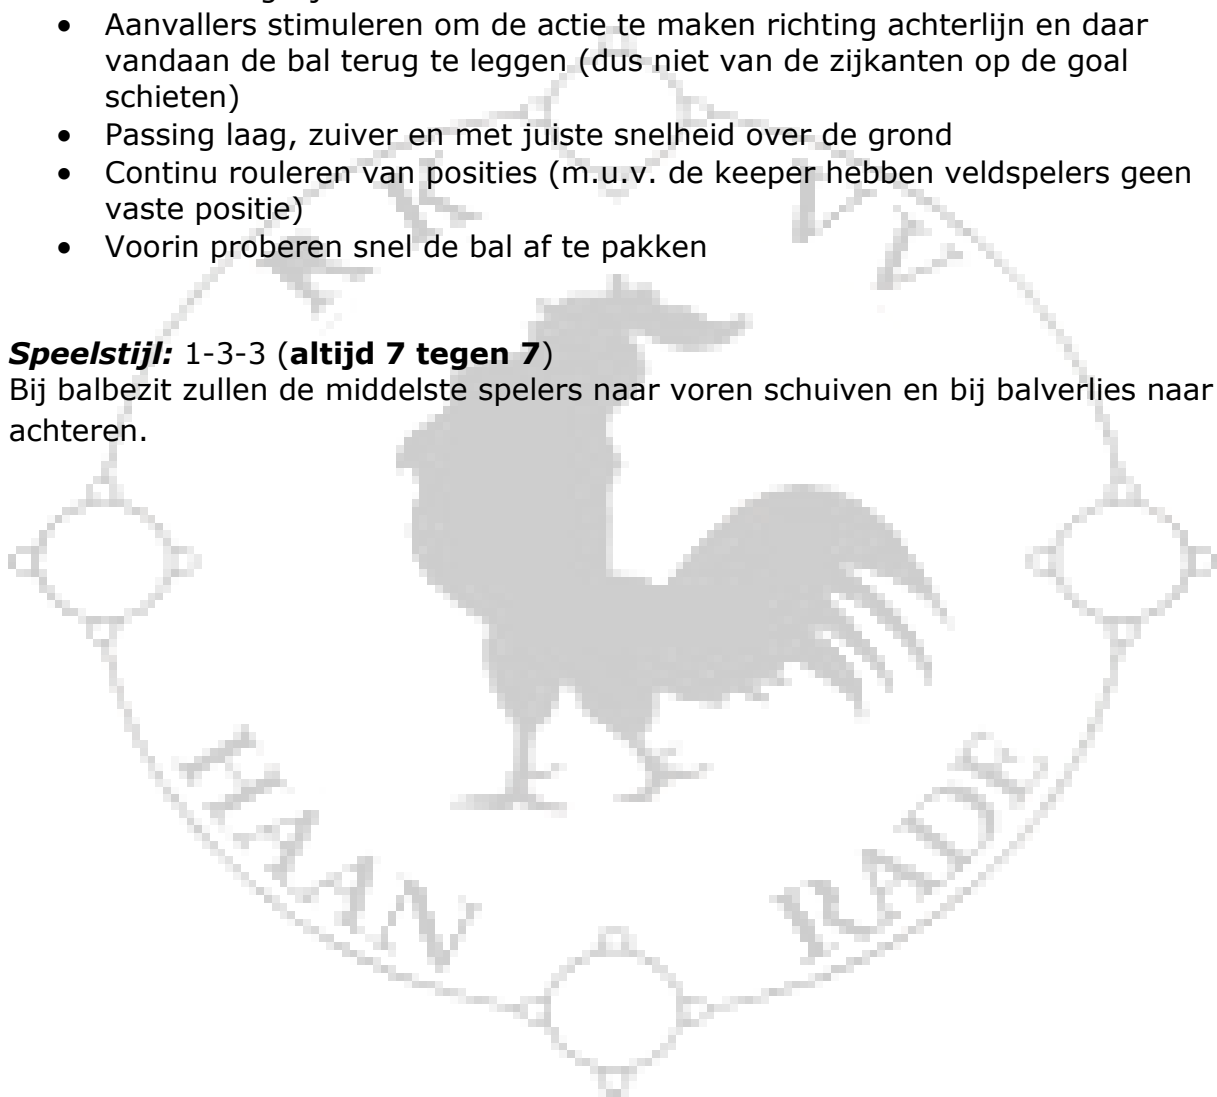 • Aanvallers stimuleren om de actie te maken richting achterlijn en daar
vandaan de bal terug te leggen (dus niet van de zijkanten op de goal
schieten)
• Passing laag, zuiver en met juiste snelheid over de grond
• Continu rouleren van posities (m.u.v. de keeper hebben veldspelers geen
vaste positie)
• Voorin proberen snel de bal af te pakken
Speelstijl: 1-3-3 (altijd 7 tegen 7)
Bij balbezit zullen de middelste spelers naar voren schuiven en bij balverlies naar
achteren.
R K V V
HAAN RADE